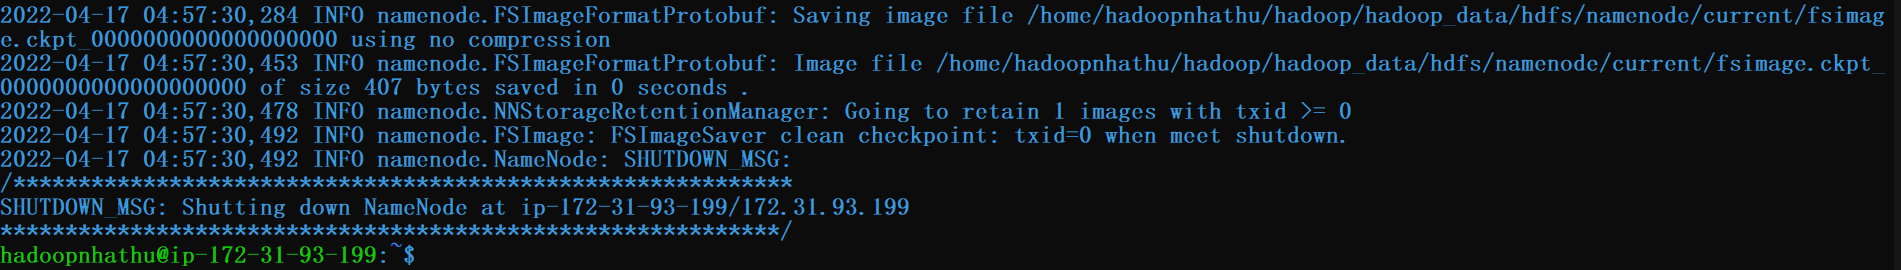 2022-04-17 04:57:30,284 INFO namenode.FSImageFormatProtobuf: Saving image file /home/hadoopnhathu/hadoop/hadoop_data/hdfs/namenode/current/fsimag
e.ckpt_0000000000000000000 using no compression
2022-04-17 04:57:30,453 INFO namenode.FSImageFormatProtobuf: Image file /home/hadoopnhathu/hadoop/hadoop_data/hdfs/namenode/current/fsimage.ckpt_
0000000000000000000 of size 407 bytes saved in 0 seconds .
2022-04-17 04:57:30,478 INFO namenode.NNStorageRetentionManager: Going to retain 1 images with txid >= 0
2022-04-17 04:57:30,492 INFO namenode.FSImage: FSImageSaver clean checkpoint: txid=0 when meet shutdown.
2022-04-17 04:57:30,492 INFO namenode.NameNode: SHUTDOWN_MSG:
/************************************************************
SHUTDOWN_MSG: Shutting down NameNode at ip-172-31-93-199/172.31.93.199
************************************************************/
hadoopnhathu@ip-172-31-93-199:~$